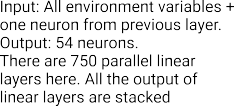 Input: All environment variables +
one neuron from previous layer.
Output: 54 neurons.
There are 750 parallel linear
layers here. All the output of
linear layers are stacked